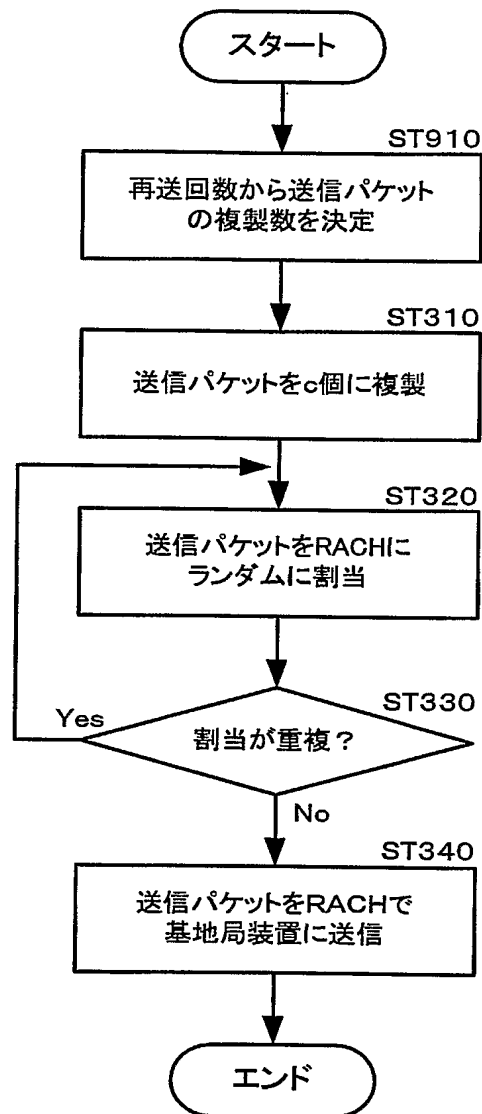 スタート
ST910
再送回数から送信パケット
の複製数を決定
ST310
送信パケットをc個に複製
ST320
送信パケットをRACHに
ランダムに割当
ST330
Yes
割当が重複?
No
ST340
送信パケットをRACHで
基地局装置に送信
エンド